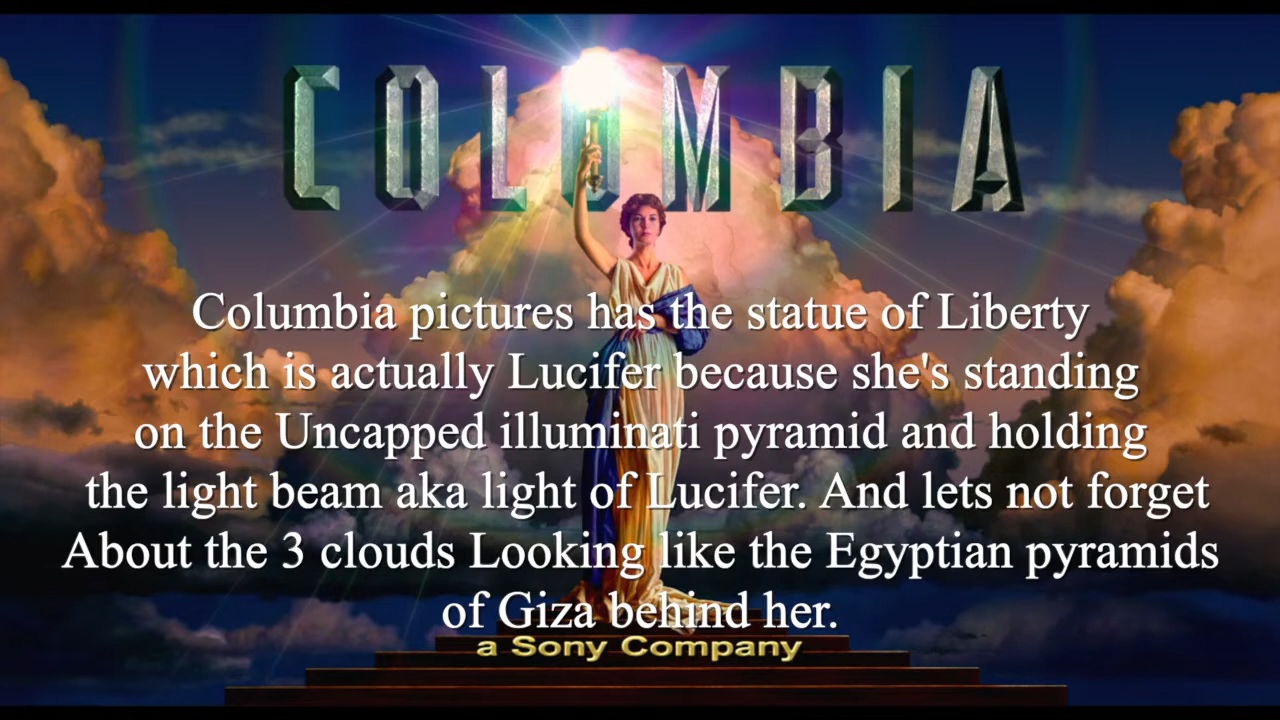 COLUMBIA
Columbia pictures has the statue of Liberty
which is actually Lucifer because she's standing
on the Uncapped illuminati pyramid and holding
the light beam aka light of Lucifer. And lets not forget
About the 3 clouds Looking like the Egyptian pyramids
of Giza behind her.
a Sony Company